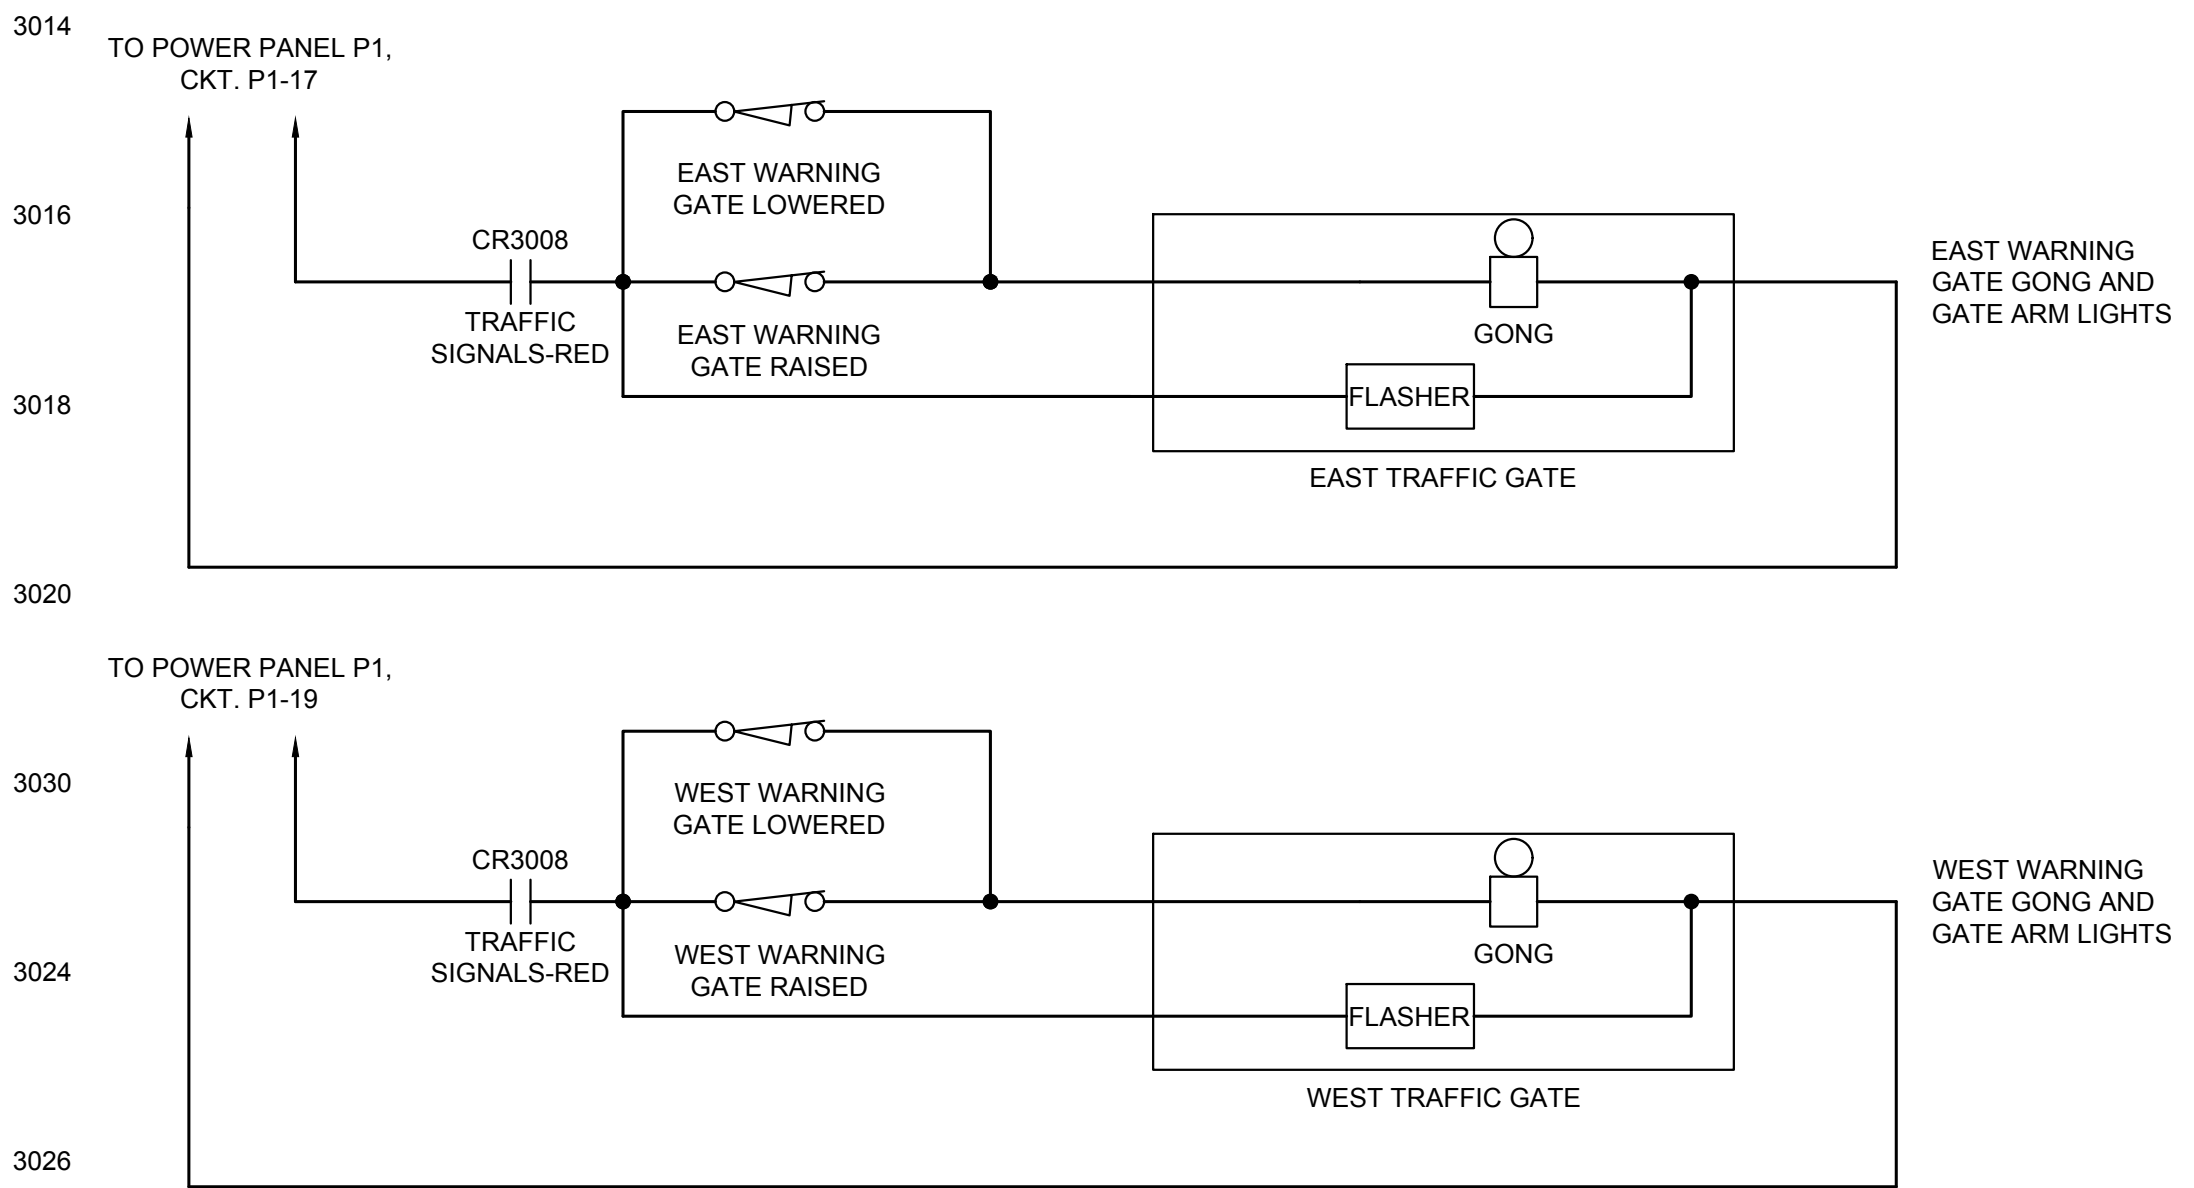 3014
TO POWER PANEL P1,
CKT. P1-17
EAST WARNING
GATE LOWERED
3016
CR3008
TRAFFIC
SIGNALS-RED
EAST WARNING
GATE RAISED
GONG
EAST WARNING
GATE GONG AND
GATE ARM LIGHTS
3018
FLASHER
EAST TRAFFIC GATE
3020
TO POWER PANEL P1,
CKT. P1-19
3030
WEST WARNING
GATE LOWERED
CR3008
TRAFFIC
SIGNALS-RED
WEST WARNING
GATE RAISED
GONG
WEST WARNING
GATE GONG AND
GATE ARM LIGHTS
3024
FLASHER
WEST TRAFFIC GATE
3026